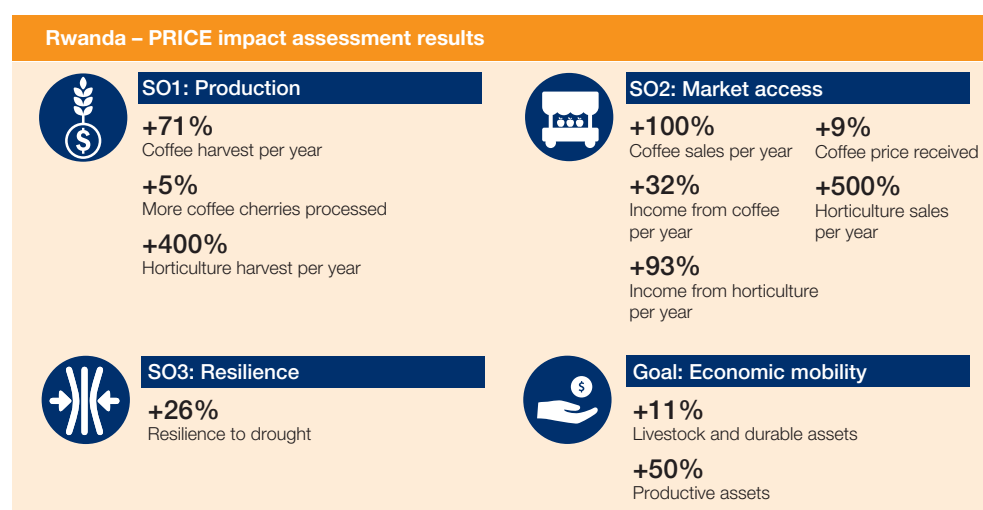 Rwanda – PRICE impact assessment results
SO1: Production
+71%
Coffee harvest per year
+5%
More coffee cherries processed
+400%
Horticulture harvest per year
SO2: Market access
+100%
Coffee sales per year
+9%
Coffee price received
+32%
Income from coffee
per year
+500%
Horticulture sales
per year
+93%
Income from horticulture
per year
SO3: Resilience
+26%
Resilience to drought
Goal: Economic mobility
+11%
Livestock and durable assets
+50%
Productive assets
$
$